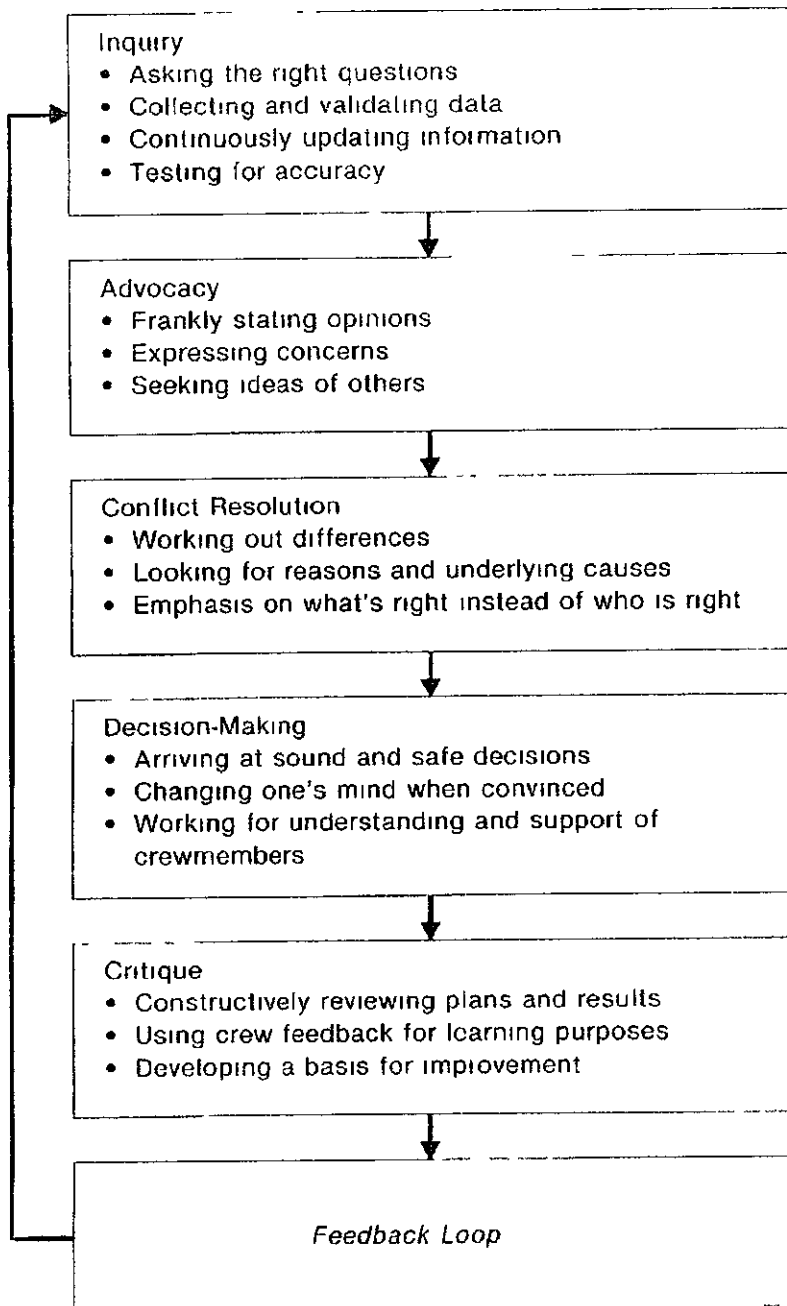 Inquiry
• Asking the right questions
• Collecting and validating data
• Continuously updating information
• Testing for accuracy
Advocacy
• Frankly stating opinions
• Expressing concerns
• Seeking ideas of others
Conflict Resolution
• Working out differences
• Looking for reasons and underlying causes
• Emphasis on what's right instead of who is right
Decision-Making
• Arriving at sound and safe decisions
• Changing one's mind when convinced
• Working for understanding and support of
crewmembers
Critique
• Constructively reviewing plans and results
• Using crew feedback for learning purposes
• Developing a basis for improvement
Feedback Loop